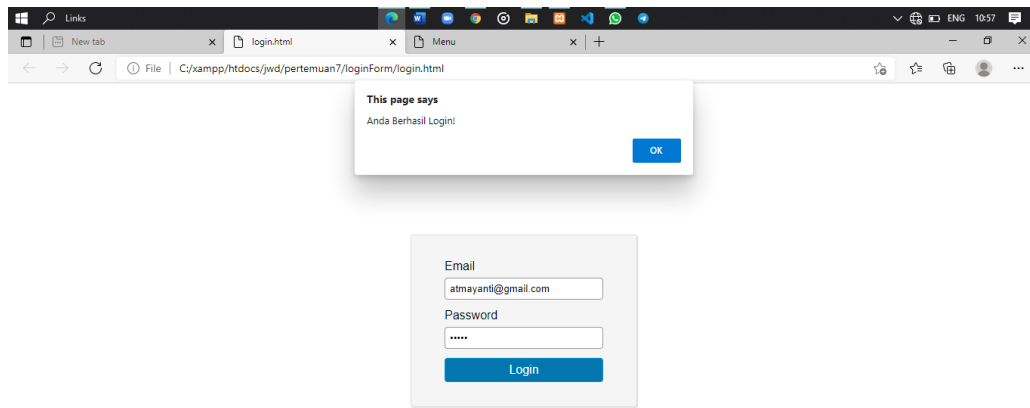 Links
ENG 10:57
New tab
login.html
Menu
File C:/xampp/htdocs/jwd/pertemuan7/loginForm/login.html
This page says
Anda Berhasil Login!
OK
Email
atmayanti@gmail.com
Password
•••••
Login